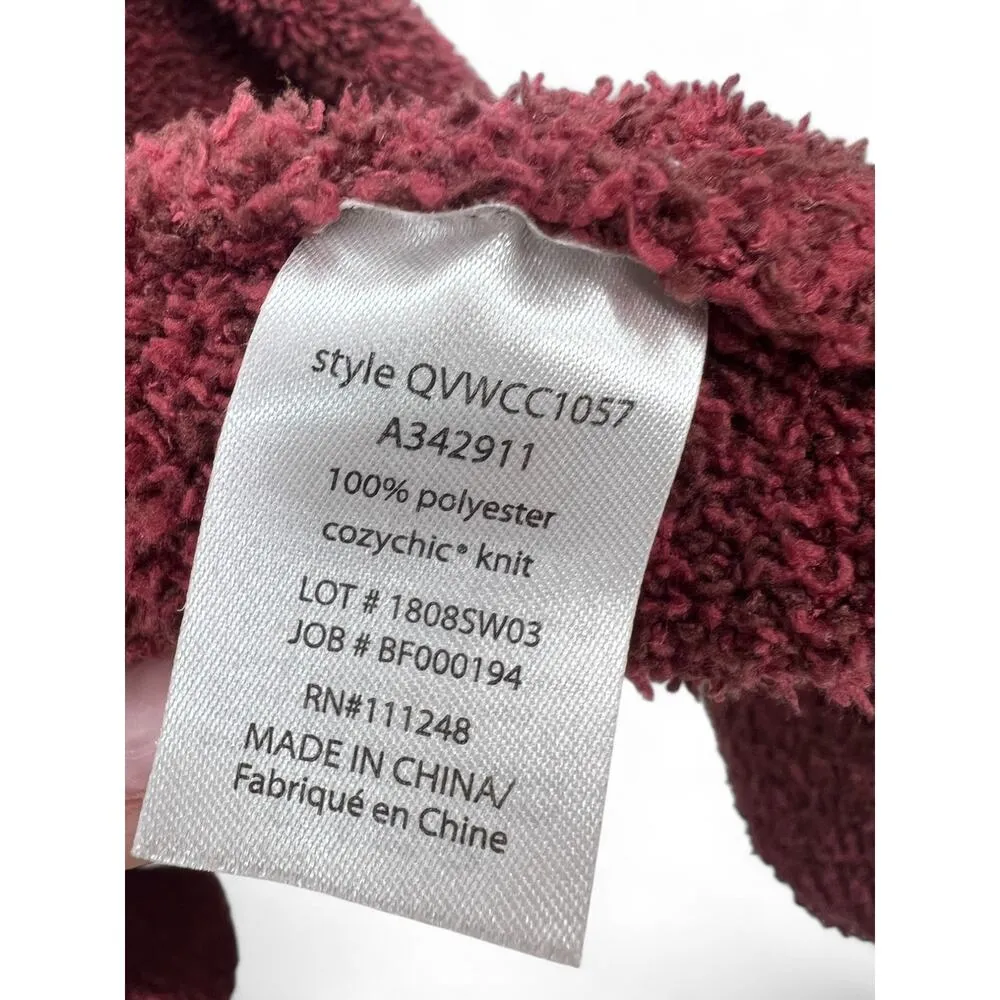 style QVWCC1057
A342911
100% polyester
cozychic® knit
LOT # 1808SW03
JOB # BF000194
RN#111248
MADE IN CHINA/
Fabriqué en Chine